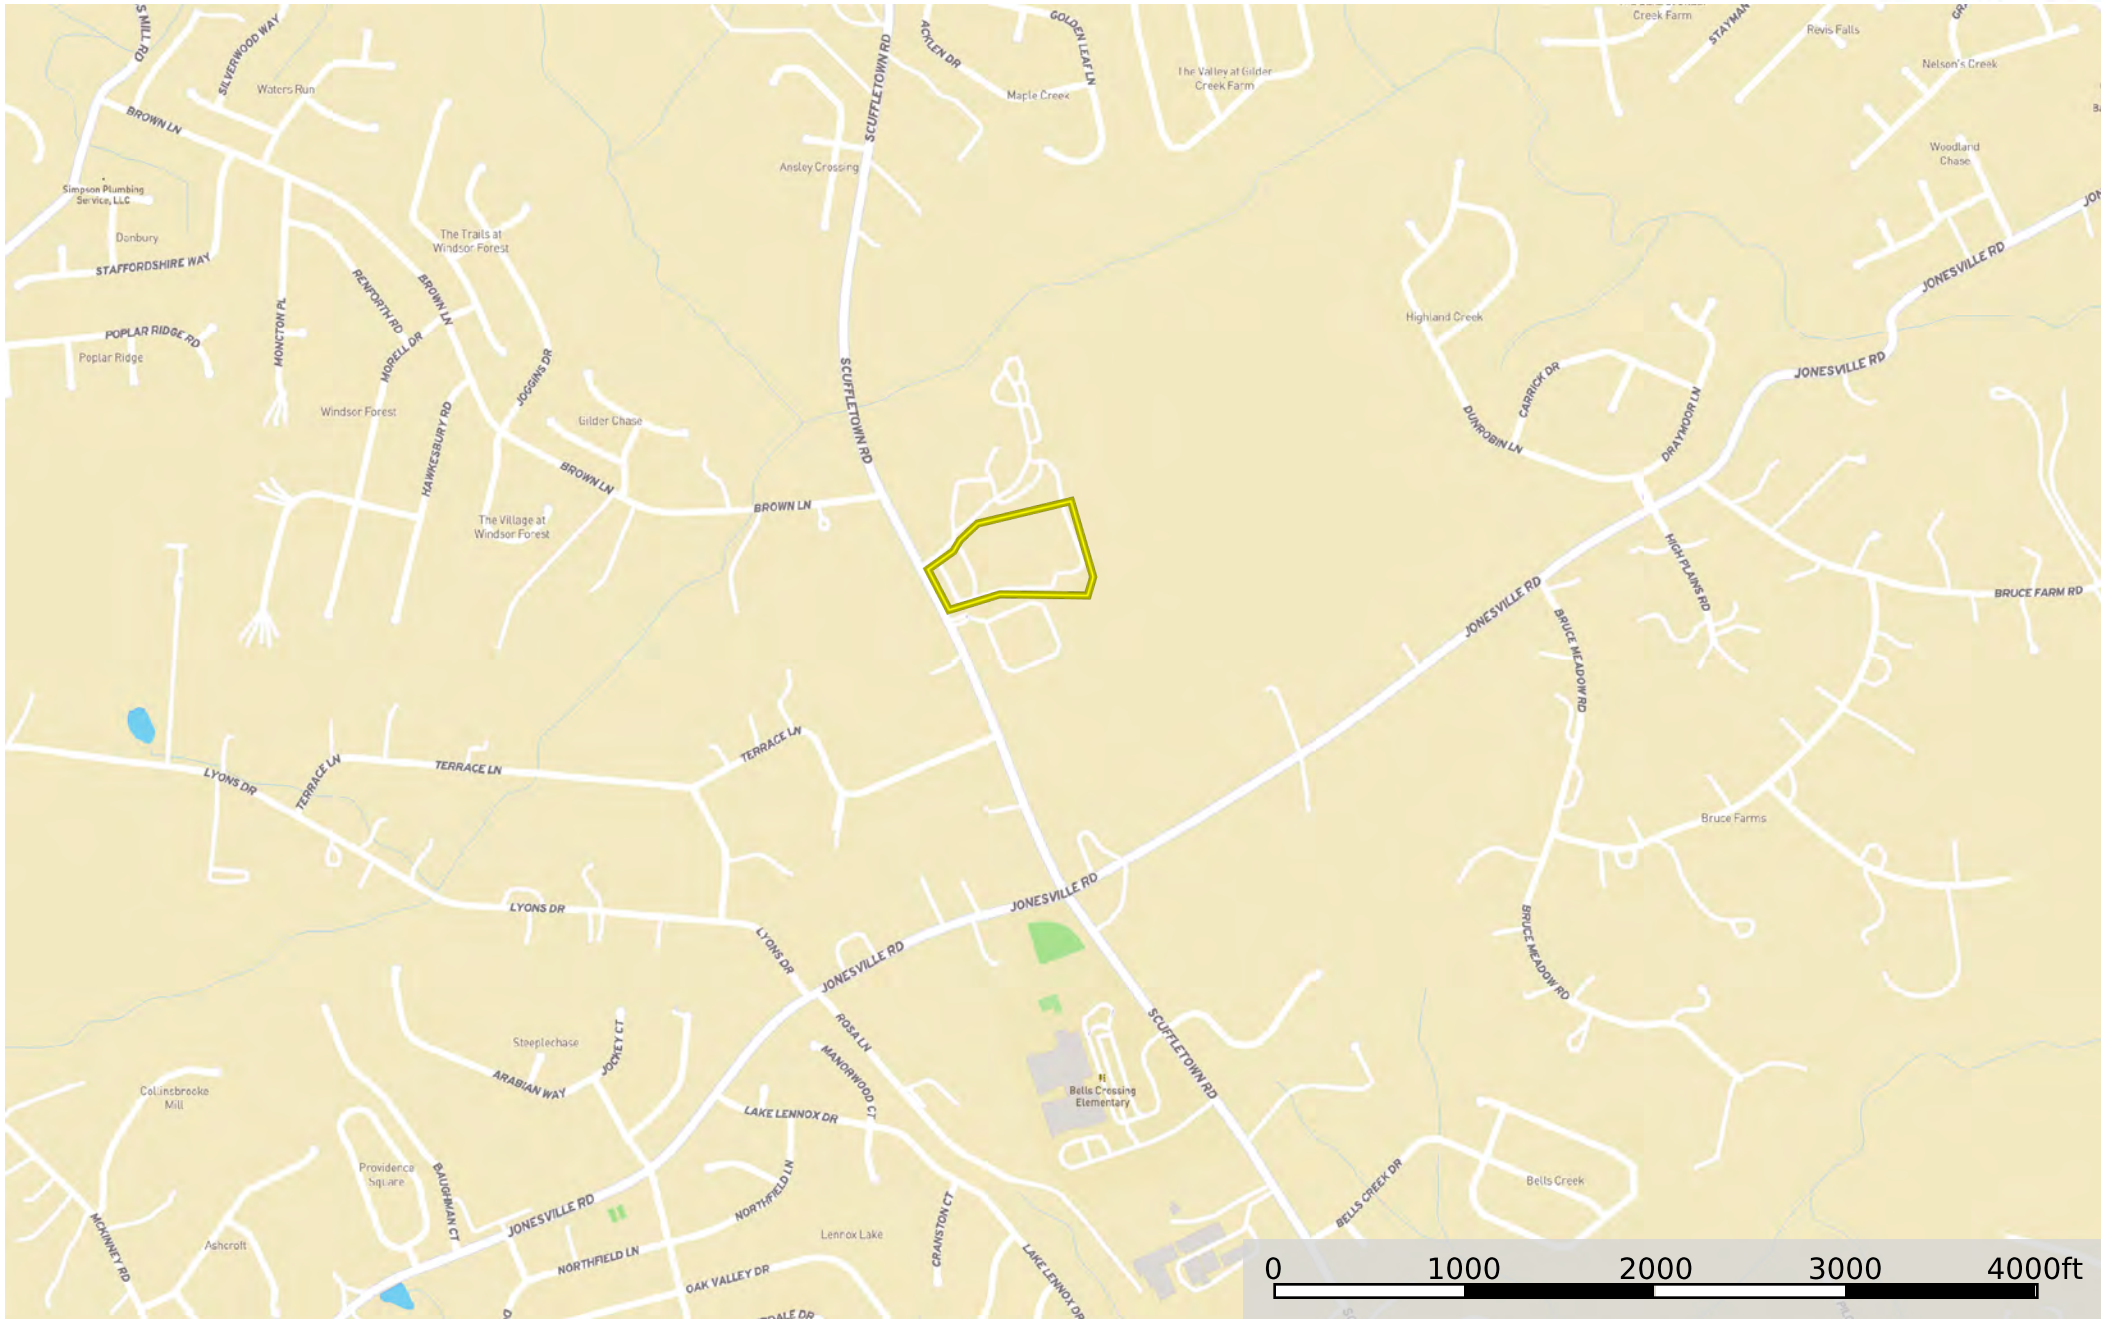 SILVERWOOD WAY
ACKLEN DR
GOLDEN LEAF LN
SCUFFLETOWN RD
Creek Farm
STAYMAN
Revis Falls
Nelson's Creek
Waters Run
Maple Creek
The Valley at Gilder
Creek Farm
BROWN LN
Ansley Crossing
Woodland
Chase
Simpson Plumbing
Service, LLC
Danbury
STAFFORDSHIRE WAY
The Trails at
Windsor Forest
RENFORTH RD
BROWN LN
MONCTON PL
JONESVILLE RD
POPLAR RIDGE RD
Poplar Ridge
MORELL DR
JOGGINS DR
Highland Creek
JONESVILLE RD
CARRICK DR
DRAYMOOR LN
DUNROBIN LN
SCUFFLETOWN RD
Windsor Forest
Gilder Chase
HAWKESBURY RD
BROWN LN
BROWN LN
The Village at
Windsor Forest
HIGH PLAINS RD
BRUCE FARM RD
JONESVILLE RD
BRUCE MEADOW RD
LYONS DR
TERRACE LN
TERRACE LN
TERRACE LN
Bruce Farms
LYONS DR
JONESVILLE RD
LYONS DR
JONESVILLE RD
BRUCE MEADOW RD
Steeplechase
JOCKEY CT
ARABIAN WAY
ROSA LN
MANORWOOD CT
SCUFFLETOWN RD
Collinsbrooke
Mill
LAKE LENNOX DR
Bells Crossing
Elementary
Providence
Square
BAUGHMAN CT
NORTHFIELD LN
BELLS CREEK DR
Bells Creek
MCKINNEY RD
Ashcroft
JONESVILLE RD
Lennox Lake
CRANSTON CT
NORTHFIELD LN
OAK VALLEY DR
LAKE LENNOX DR
DALE DR
0 1000 2000 3000 4000ft